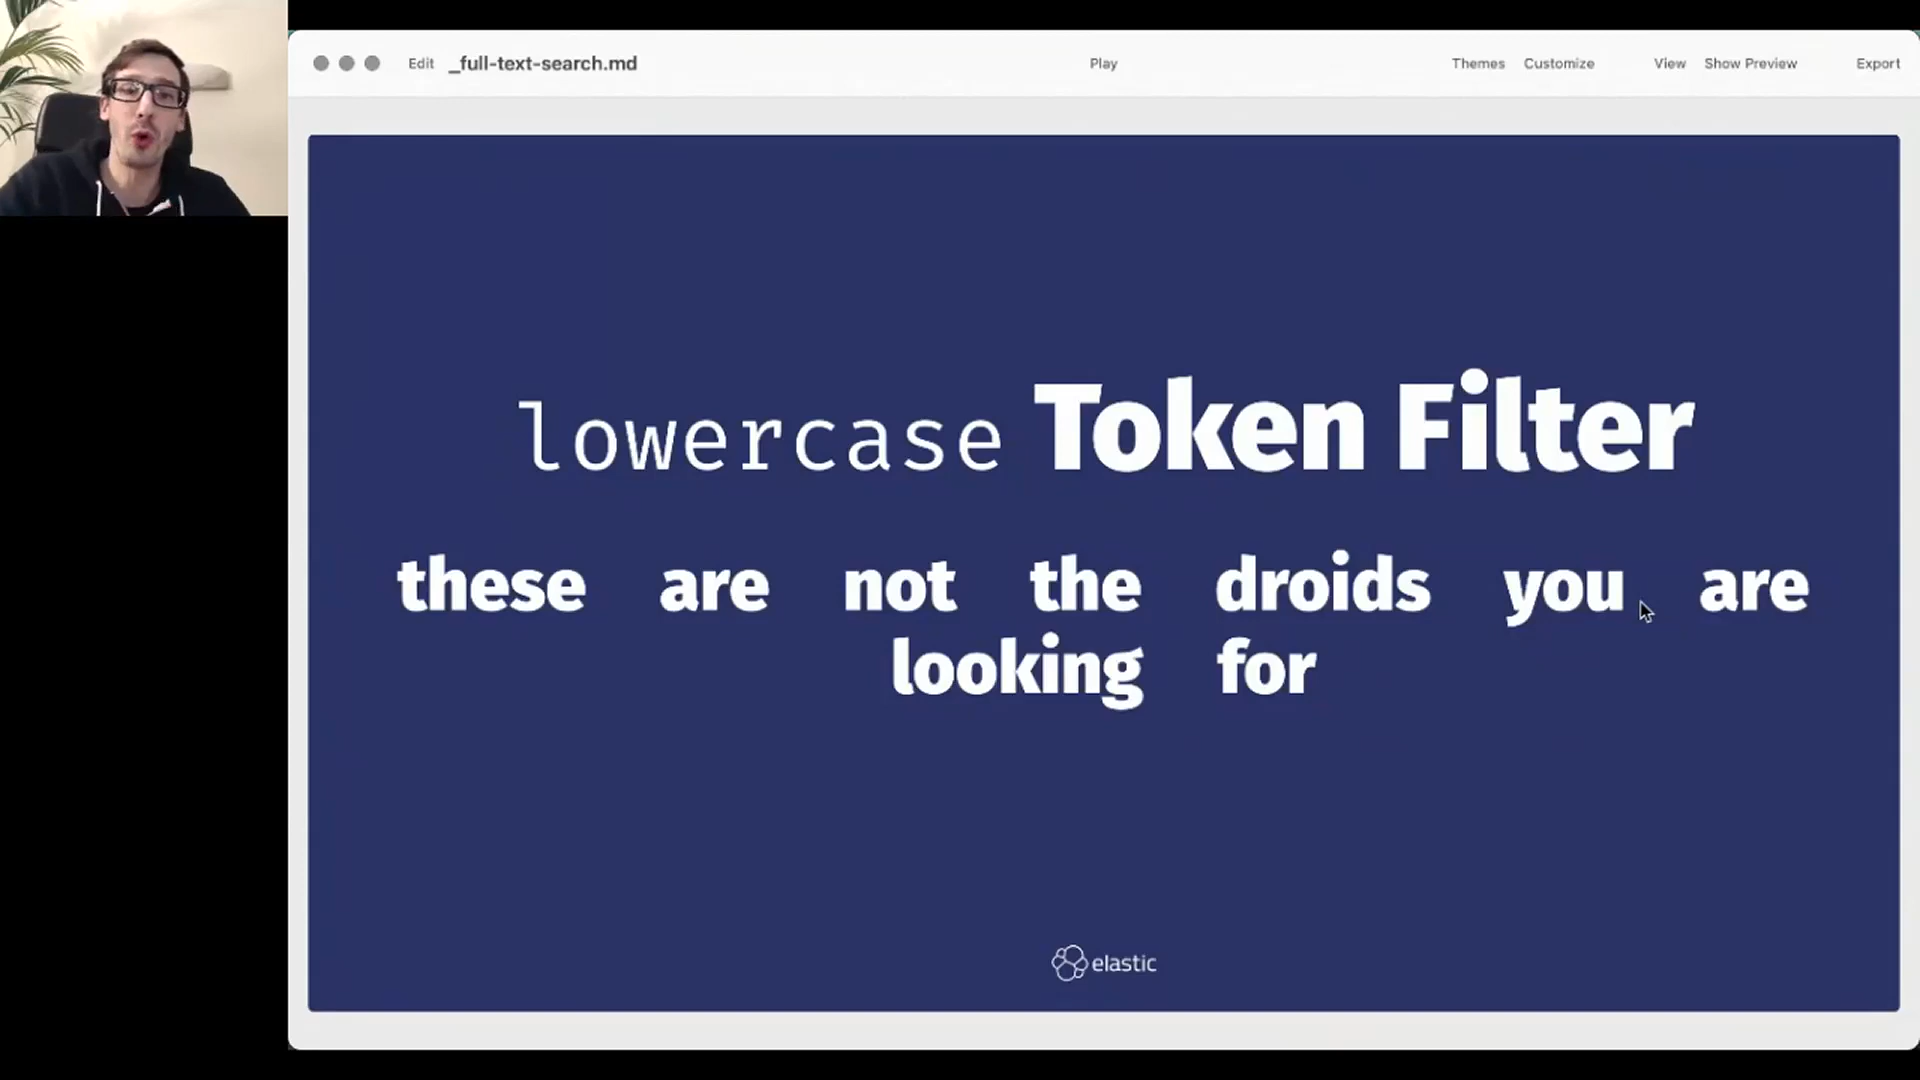 Edit _full-text-search.md Play Themes Customize View Show Preview Export
lowercase Token Filter
these are not the droids you are
looking for
elastic